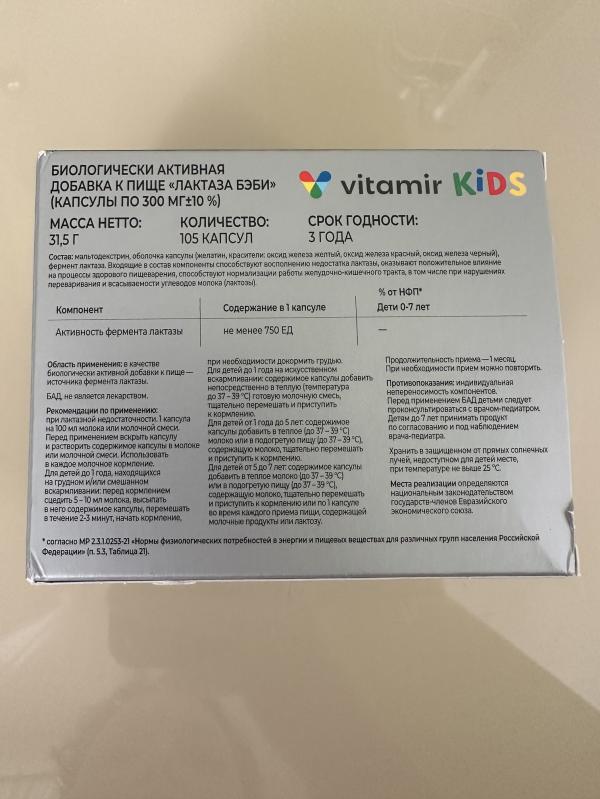 БИОЛОГИЧЕСКИ АКТИВНАЯ
ДОБАВКА К ПИЩЕ «ЛАКТАЗА БЭБИ»
(КАПСУЛЫ ПО 300 МГ±10 %)
vitamir KiDS
МАССА НЕТТО:
31,5 Г
КОЛИЧЕСТВО:
105 КАПСУЛ
СРОК ГОДНОСТИ:
3 ГОДА
Состав: мальтодекстрин, оболочка капсулы (желатин, красители: оксид железа желтый, оксид железа красный, оксид железа черный),
фермент лактаза. Входящие в состав компоненты способствуют восполнению недостатка лактазы, оказывают положительное влияние
на процессы здорового пищеварения, способствуют нормализации работы желудочно-кишечного тракта, в том числе при нарушениях
переваривания и всасываемости углеводов молока (лактозы).
Компонент
Содержание в 1 капсуле
% от НФП*
Дети 0-7 лет
Активность фермента лактазы
не менее 750 ЕД
—
Область применения: в качестве
биологически активной добавки к пище —
источника фермента лактазы.
БАД, не является лекарством.
Рекомендации по применению:
при лактазной недостаточности: 1 капсула
на 100 мл молока или молочной смеси.
Перед применением вскрыть капсулу
и растворить содержимое капсулы в молоке
или молочной смеси. Использовать
в каждое молочное кормление.
Для детей до 1 года, находящихся
на грудном и/или смешанном
вскармливании: перед кормлением
сцедить 5 – 10 мл молока, высыпать
в него содержимое капсулы, перемешать
в течение 2-3 минут, начать кормление,
при необходимости докормить грудью.
Для детей до 1 года на искусственном
вскармливании: содержимое капсулы добавить
непосредственно в теплую (температура
до 37 – 39 °С) готовую молочную смесь,
тщательно перемешать и приступить
к кормлению.
Для детей от 1 года до 5 лет: содержимое
капсулы добавить в теплое (до 37 – 39 °С)
молоко или в подогретую пищу (до 37 – 39 °С),
содержащую молоко, тщательно перемешать
и приступить к кормлению.
Для детей от 5 до 7 лет: содержимое капсулы
добавить в теплое молоко (до 37 – 39 °С)
или в подогретую пищу (до 37 – 39 °С),
содержащую молоко, тщательно перемешать
и приступить к кормлению или по 1 капсуле
во время каждого приема пищи, содержащей
молочные продукты или лактозу.
Продолжительность приема — 1 месяц.
При необходимости прием можно повторить.
Противопоказания: индивидуальная
непереносимость компонентов.
Перед применением БАД детьми следует
проконсультироваться с врачом-педиатром.
Детям до 7 лет принимать продукт
по согласованию и под наблюдением
врача-педиатра.
Хранить в защищенном от прямых солнечных
лучей, недоступном для детей месте,
при температуре не выше 25 °С.
Места реализации определяются
национальным законодательством
государств-членов Евразийского
экономического союза.
* согласно МР 2.3.1.0253-21 «Нормы физиологических потребностей в энергии и пищевых веществах для различных групп населения Российской
Федерации» (п. 5.3, Таблица 21).